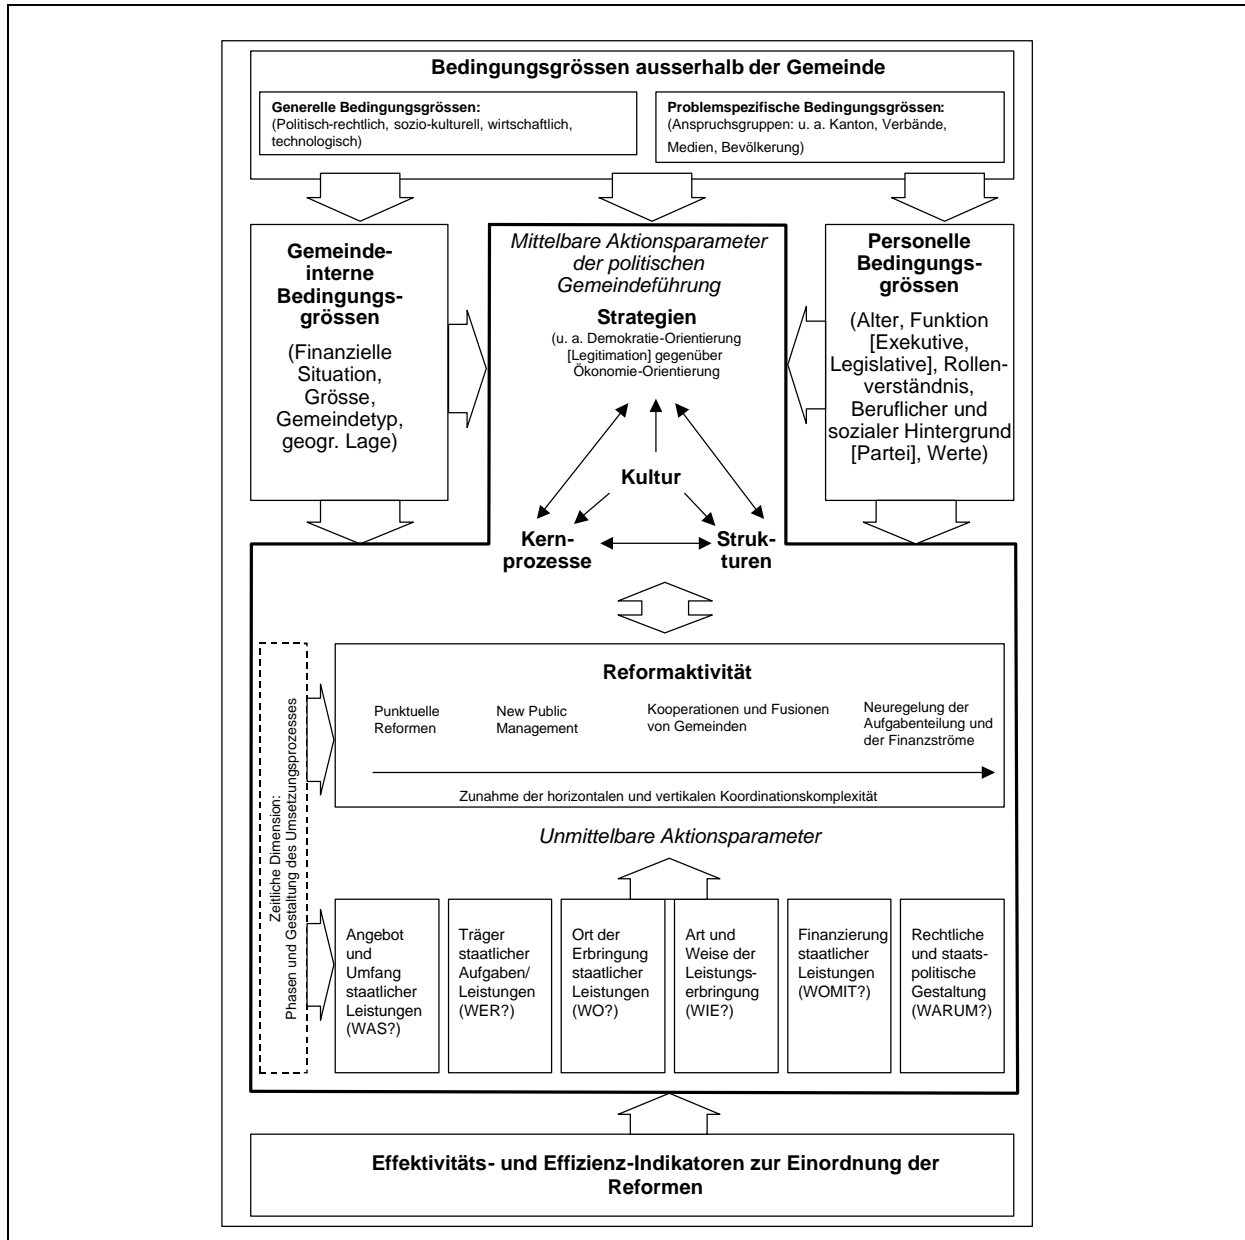 Bedingungsgrössen ausserhalb der Gemeinde
Generelle Bedingungsgrössen:
(Politisch-rechtlich, sozio-kulturell, wirtschaftlich,
technologisch)
Problemspezifische Bedingungsgrössen:
(Anspruchsgruppen: u. a. Kanton, Verbände,
Medien, Bevölkerung)
Gemeinde-
interne
Bedingungs-
grössen
(Finanzielle
Situation,
Grösse,
Gemeindetyp,
geogr. Lage)
Mittelbare Aktionsparameter
der politischen
Gemeindeführung
Strategien
(u. a. Demokratie-Orientierung
[Legitimation] gegenüber
Ökonomie-Orientierung
Kultur
Kern-
prozesse
Struk-
turen
Personelle
Bedingungs-
grössen
(Alter, Funktion
[Exekutive,
Legislative], Rollen-
verständnis,
Beruflicher und
sozialer Hintergrund
[Partei], Werte)
Zeitliche Dimension:
Phasen und Gestaltung des Umsetzungsprozesses
Reformaktivität
Punktuelle
Reformen
New Public
Management
Kooperationen und Fusionen
von Gemeinden
Neuregelung der
Aufgabenteilung und
der Finanzströme
Zunahme der horizontalen und vertikalen Koordinationskomplexität
Unmittelbare Aktionsparameter
Angebot
und
Umfang
staatlicher
Leistungen
(WAS?)
Träger
staatlicher
Aufgaben/
Leistungen
(WER?)
Ort der
Erbringung
staatlicher
Leistungen
(WO?)
Art und
Weise der
Leistungs-
erbringung
(WIE?)
Finanzierung
staatlicher
Leistungen
(WOMIT?)
Rechtliche
und staats-
politische
Gestaltung
(WARUM?)
Effektivitäts- und Effizienz-Indikatoren zur Einordnung der
Reformen